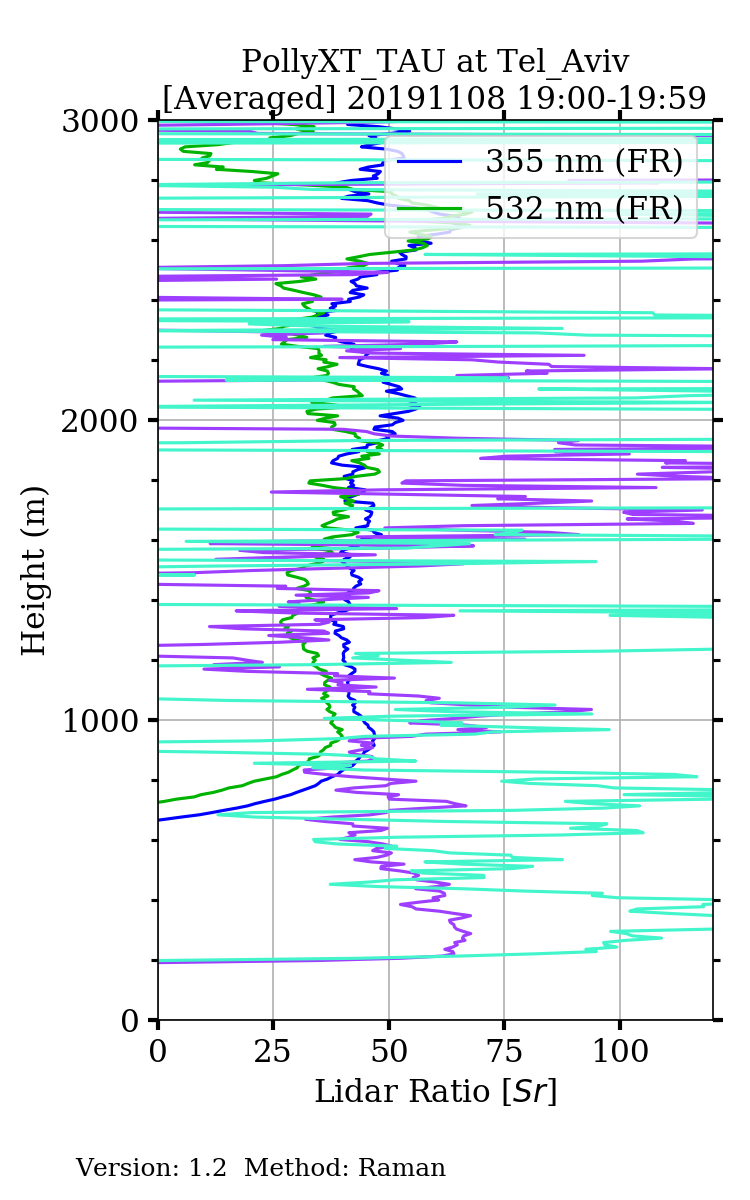 PollyXT_TAU at Tel_Aviv
[Averaged] 20191108 19:00-19:59
355 nm (FR)
532 nm (FR)
3000
2000
1000
0
Height (m)
0 25 50 75 100
Lidar Ratio [Sr]
Version: 1.2 Method: Raman